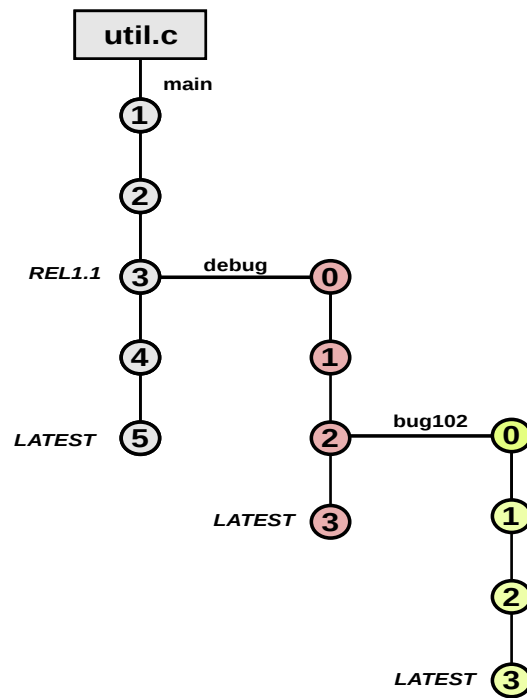 util.c
main
1
2
REL1.1 3 debug 0
4 1
LATEST 5 2 bug102 0
LATEST 3 1
2
LATEST 3